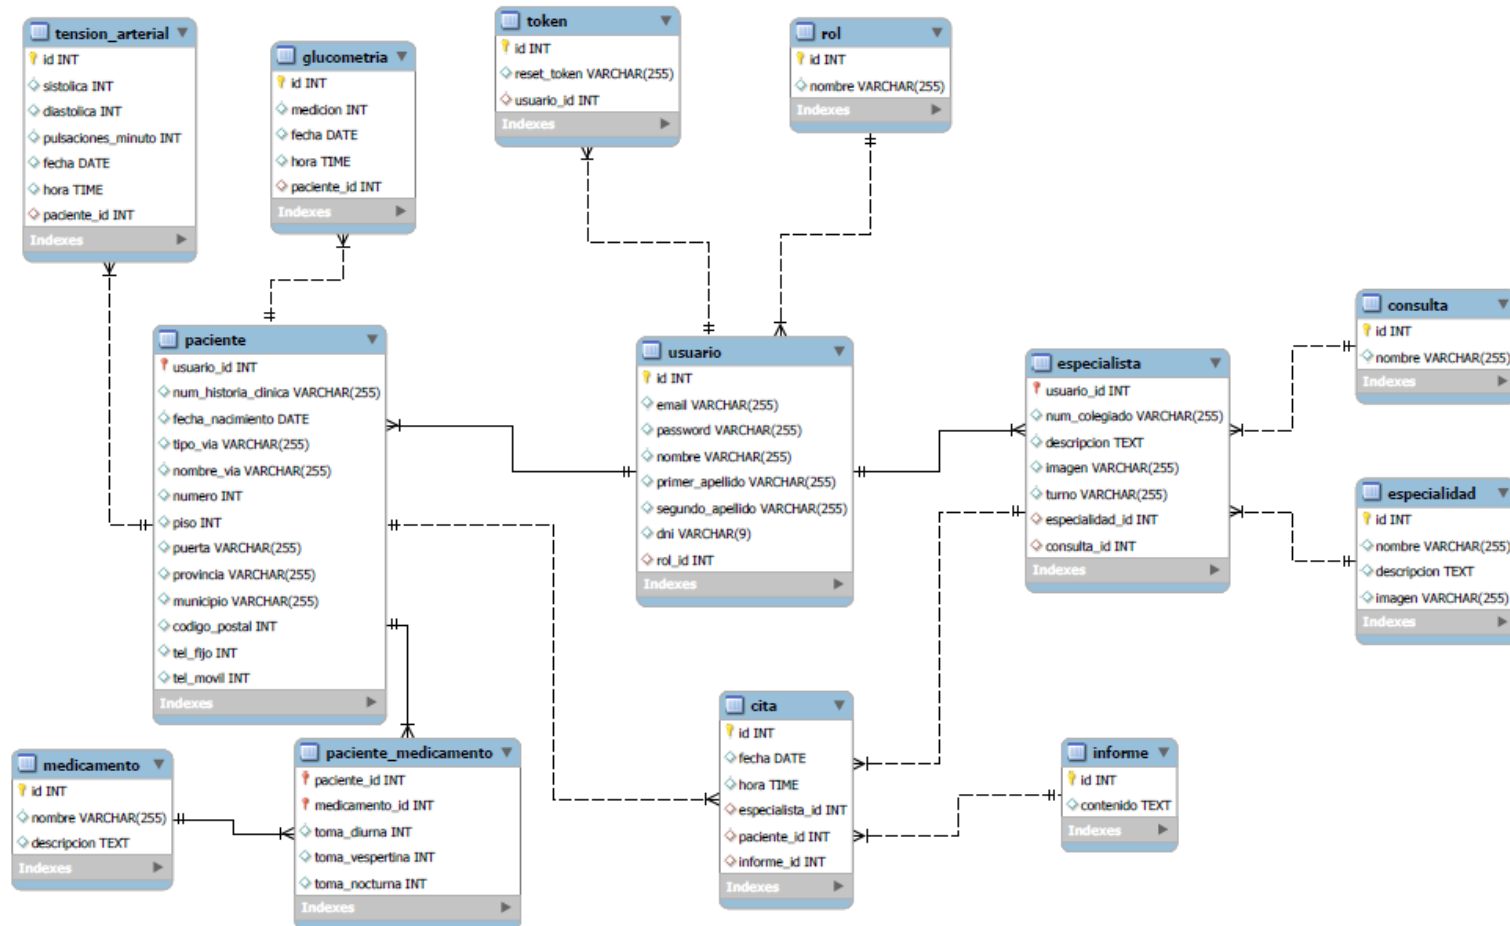 tension_arterial
id INT
sistolica INT
diastolica INT
pulsaciones_minuto INT
fecha DATE
hora TIME
paciente_id INT
Indexes
glucometria
id INT
medicion INT
fecha DATE
hora TIME
paciente_id INT
Indexes
token
id INT
reset_token VARCHAR(255)
usuario_id INT
Indexes
rol
id INT
nombre VARCHAR(255)
Indexes
paciente
usuario_id INT
num_historia_clinica VARCHAR(255)
fecha_nacimiento DATE
tipo_via VARCHAR(255)
nombre_via VARCHAR(255)
numero INT
piso INT
puerta VARCHAR(255)
provincia VARCHAR(255)
municipio VARCHAR(255)
codigo_postal INT
tel_fijo INT
tel_movil INT
Indexes
usuario
id INT
email VARCHAR(255)
password VARCHAR(255)
nombre VARCHAR(255)
primer_apellido VARCHAR(255)
segundo_apellido VARCHAR(255)
dni VARCHAR(9)
rol_id INT
Indexes
especialista
usuario_id INT
num_colegiado VARCHAR(255)
descripcion TEXT
imagen VARCHAR(255)
turno VARCHAR(255)
especialidad_id INT
consulta_id INT
Indexes
consulta
id INT
nombre VARCHAR(255)
Indexes
especialidad
id INT
nombre VARCHAR(255)
descripcion TEXT
imagen VARCHAR(255)
Indexes
medicamento
id INT
nombre VARCHAR(255)
descripcion TEXT
Indexes
paciente_medicamento
paciente_id INT
medicamento_id INT
toma_diurna INT
toma_vespertina INT
toma_nocturna INT
Indexes
cita
id INT
fecha DATE
hora TIME
especialista_id INT
paciente_id INT
informe_id INT
Indexes
informe
id INT
contenido TEXT
Indexes